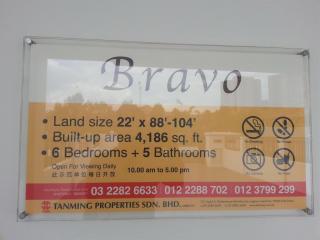 Bravo
• Land size 22' x 88'-104'
• Built-up area 4,186 sq. ft.
• 6 Bedrooms + 5 Bathrooms
Open For Viewing Daily
10.00 am to 5.00 pm
03 2282 6633 012 2288 702 012 3799 299
TANMING PROPERTIES SDN. BHD.